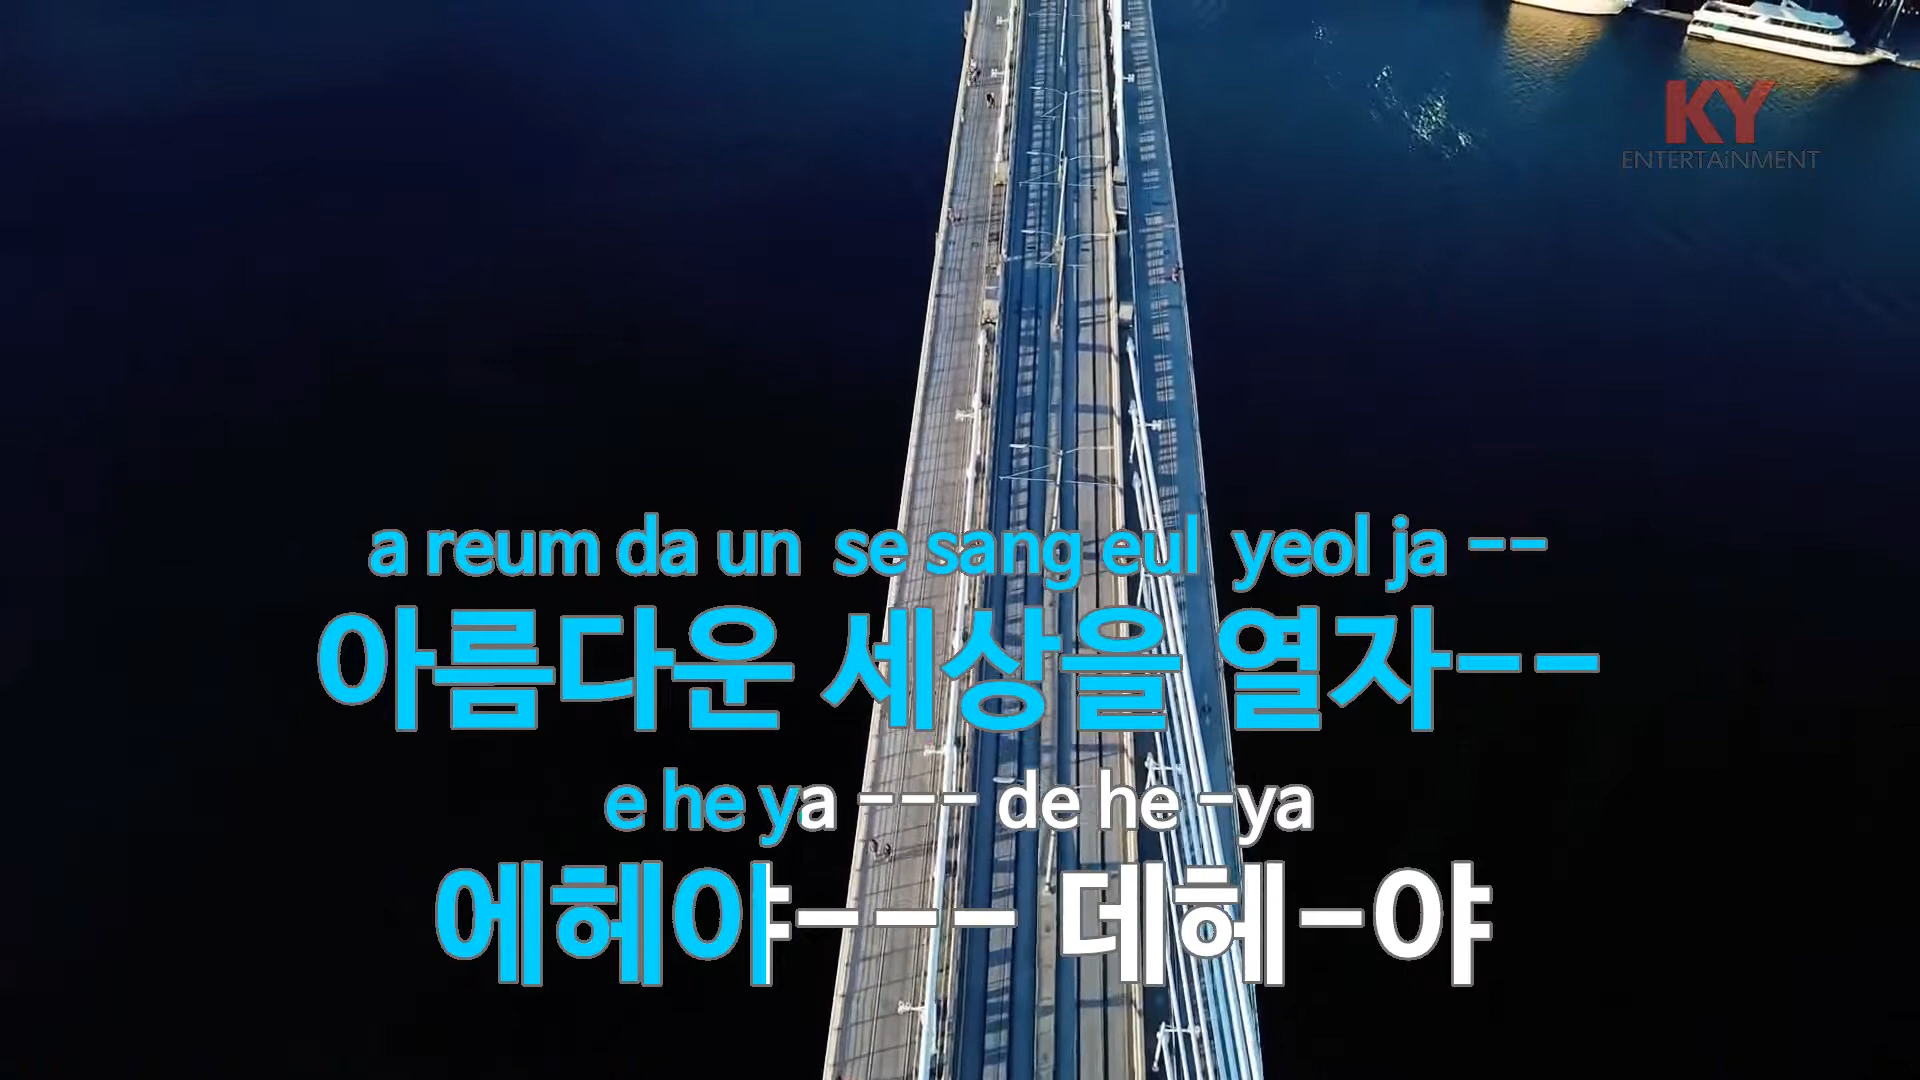 KY
ENTERTAiNMENT
a reum da un se sang eul yeol ja --
아름다운 세상을 열자--
e he ya --- de he -ya
에헤야--- 데헤-야